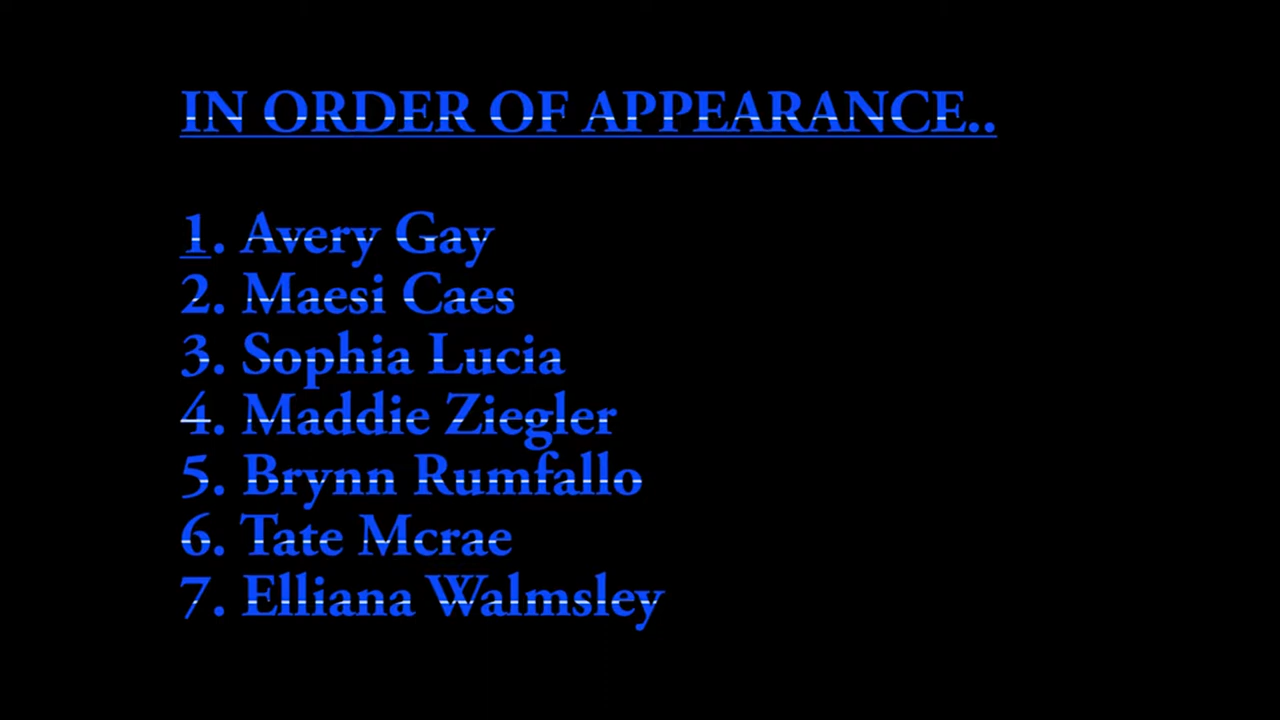 IN ORDER OF APPEARANCE..
1. Avery Gay
2. Maesi Caes
3. Sophia Lucia
4. Maddie Ziegler
5. Brynn Rumfallo
6. Tate Mcrae
7. Elliana Walmsley